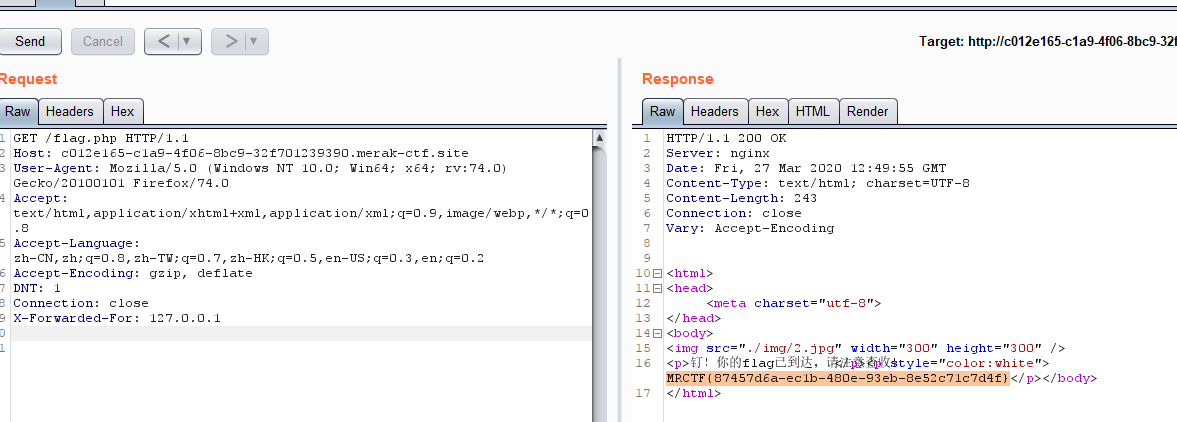 Send Cancel < ▼ > ▼ Target: http://c012e165-c1a9-4f06-8bc9-32f
Request
Raw Headers Hex
GET /flag.php HTTP/1.1
2 Host: c012e165-c1a9-4f06-8bc9-32f701239390.merak-ctf.site
3 User-Agent: Mozilla/5.0 (Windows NT 10.0; Win64; x64; rv:74.0)
Gecko/20100101 Firefox/74.0
4 Accept:
text/html,application/xhtml+xml,application/xml;q=0.9,image/webp,*/*;q=0
.8
5 Accept-Language:
zh-CN,zh;q=0.8,zh-TW;q=0.7,zh-HK;q=0.5,en-US;q=0.3,en;q=0.2
6 Accept-Encoding: gzip, deflate
7 DNT: 1
8 Connection: close
9 X-Forwarded-For: 127.0.0.1
0
1
Response
Raw Headers Hex HTML Render
1 HTTP/1.1 200 OK
2 Server: nginx
3 Date: Fri, 27 Mar 2020 12:49:55 GMT
4 Content-Type: text/html; charset=UTF-8
5 Content-Length: 243
6 Connection: close
7 Vary: Accept-Encoding
8
9
10 <html>
11 <head>
12 <meta charset="utf-8">
13 </head>
14 <body>
15 <img src="./img/2.jpg" width="300" height="300" />
16 <p>钉！你的flag已到达，请注意查收！</p><p style="color:white">
MRCTF{87457d6a-ec1b-480e-93eb-8e52c71c7d4f}</p></body>
17 </html>